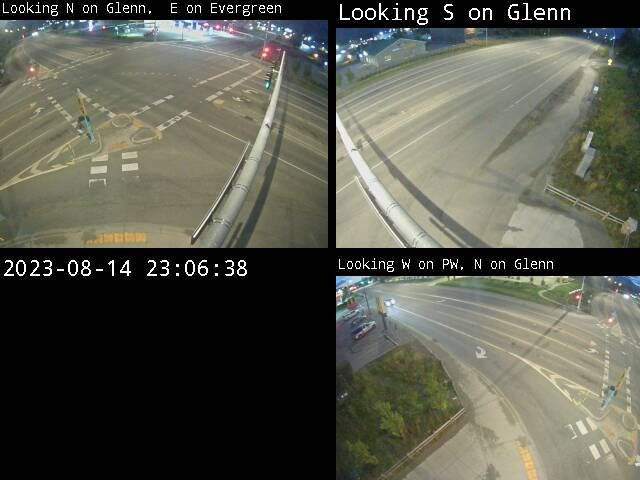 Looking N on Glenn,  E on Evergreen
Looking S on Glenn
2023-08-14 23:06:38
Looking W on PW, N on Glenn